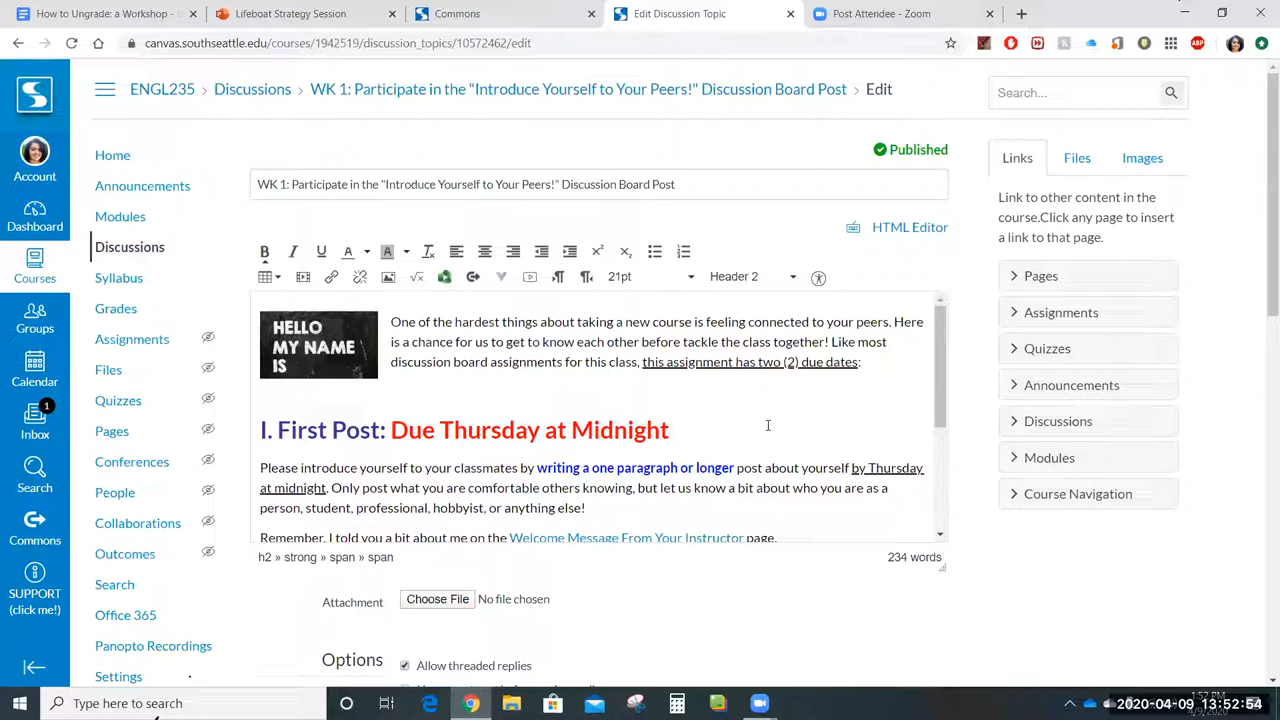 How to Ungrade: a Workshop -
Lifeboat Strategy Session
Commons
Edit Discussion Topic
Post Attendee - Zoom
canvas.southseattle.edu/courses/1942519/discussion_topics/10572462/edit
ENGL235 > Discussions > WK 1: Participate in the "Introduce Yourself to Your Peers!" Discussion Board Post > Edit
Search...
Account
Dashboard
Courses
Groups
Calendar
1
Inbox
Search
Commons
SUPPORT
(click me!)
Home
Announcements
Modules
Discussions
Syllabus
Grades
Assignments
Files
Quizzes
Pages
Conferences
People
Collaborations
Outcomes
Search
Office 365
Panopto Recordings
Settings
Published
WK 1: Participate in the "Introduce Yourself to Your Peers!" Discussion Board Post
HTML Editor
21pt
Header 2
HELLO
MY NAME
IS
One of the hardest things about taking a new course is feeling connected to your peers. Here
is a chance for us to get to know each other before tackle the class together! Like most
discussion board assignments for this class, this assignment has two (2) due dates:
I. First Post: Due Thursday at Midnight
Please introduce yourself to your classmates by writing a one paragraph or longer post about yourself by Thursday
at midnight. Only post what you are comfortable others knowing, but let us know a bit about who you are as a
person, student, professional, hobbyist, or anything else!
Remember, I told you a bit about me on the Welcome Message From Your Instructor page.
h2 » strong » span » span
234 words
Attachment
Choose File No file chosen
Options
Allow threaded replies
Links
Files
Images
Link to other content in the
course.Click any page to insert
a link to that page.
Pages
Assignments
Quizzes
Announcements
Discussions
Modules
Course Navigation
Type here to search
1:52 PM
2020-04-09 13:52:54
4/9/2020